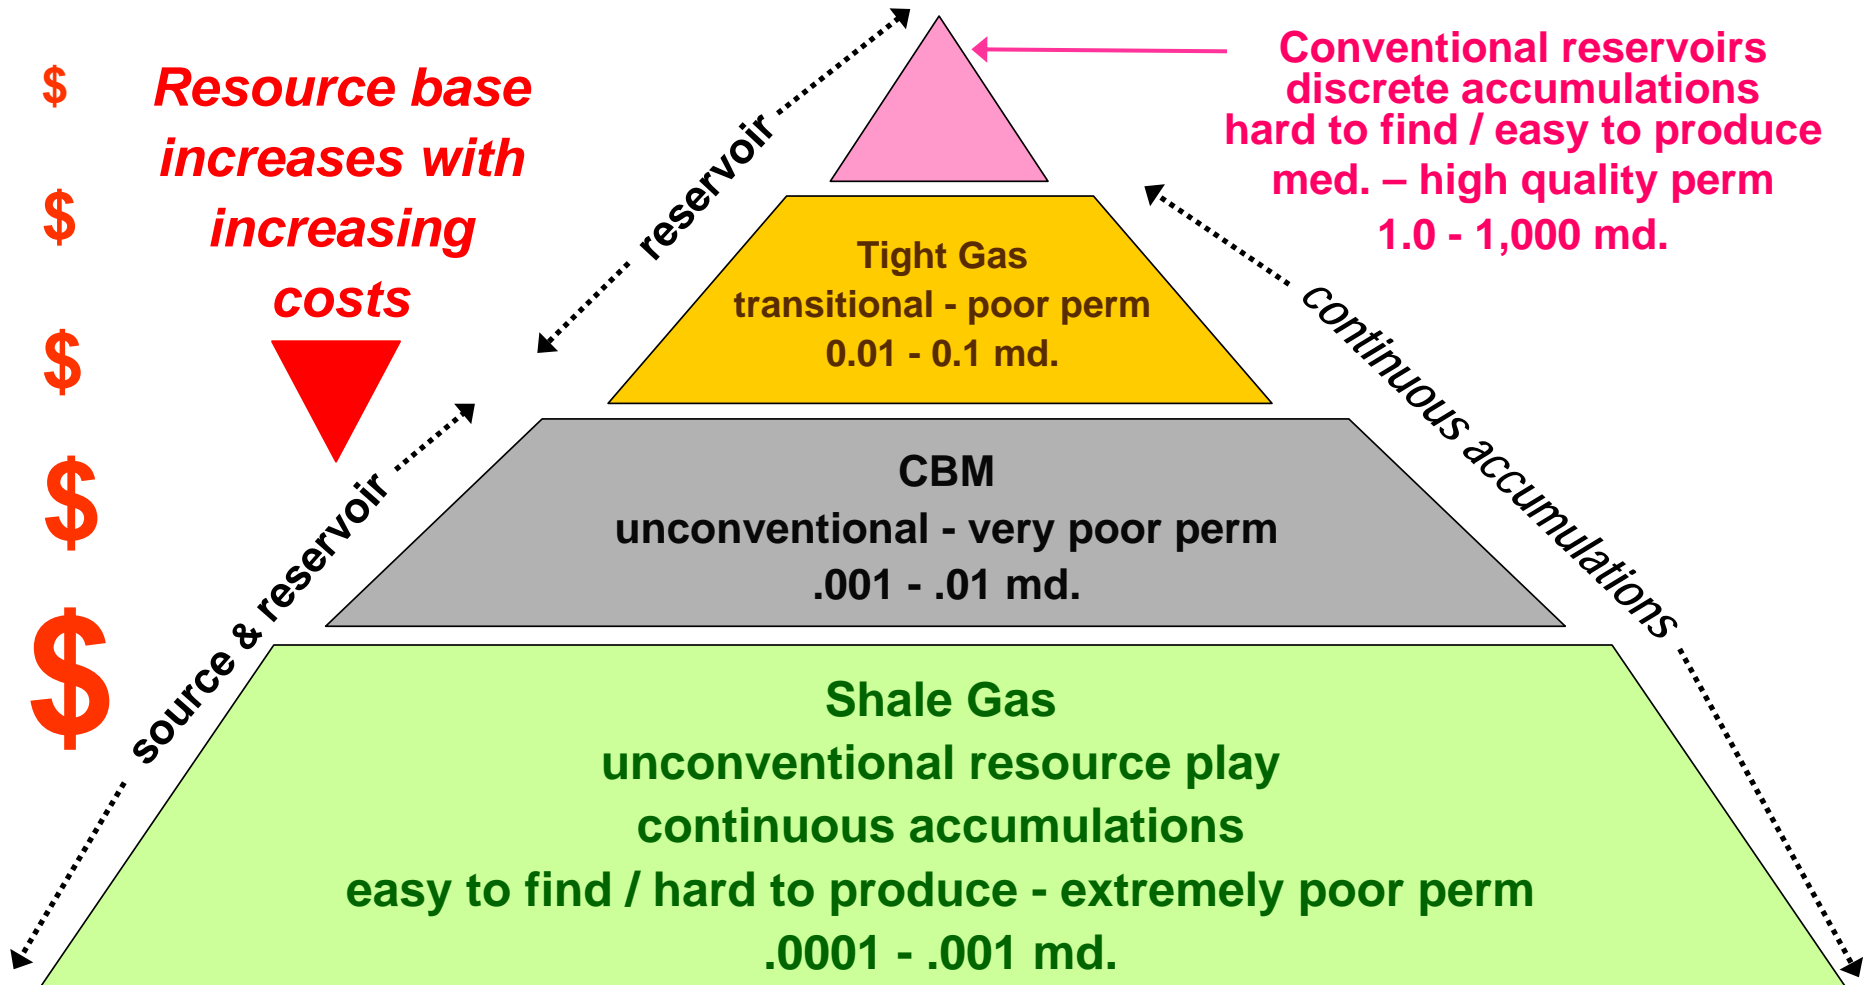 $
$
$
$
$
Resource base
increases with
increasing
costs
reservoir
source & reservoir
Conventional reservoirs
discrete accumulations
hard to find / easy to produce
med. – high quality perm
1.0 - 1,000 md.
continuous accumulations
Tight Gas
transitional - poor perm
0.01 - 0.1 md.
CBM
unconventional - very poor perm
.001 - .01 md.
Shale Gas
unconventional resource play
continuous accumulations
easy to find / hard to produce - extremely poor perm
.0001 - .001 md.